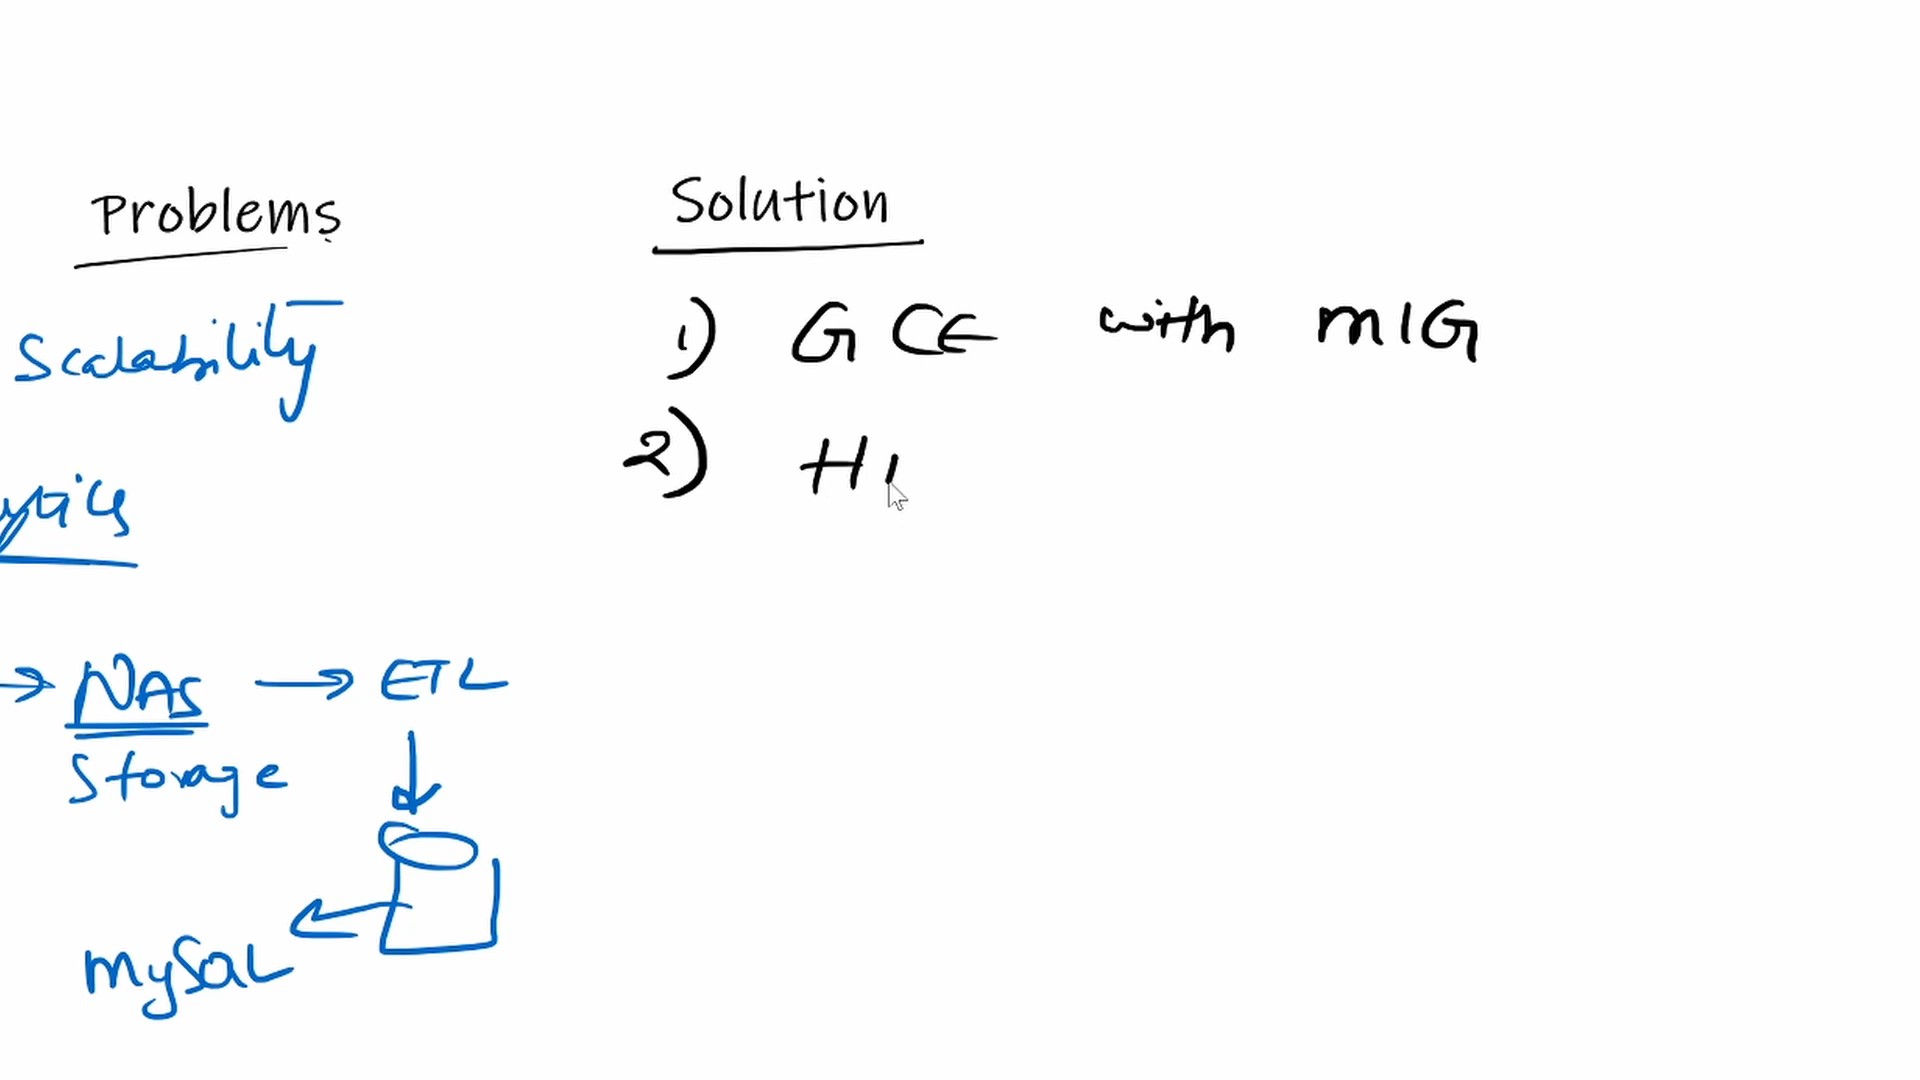 Problems
Solution
Scalability
1) GCE with MIG
2) HI
NAS
ETL
Storage
MySQL